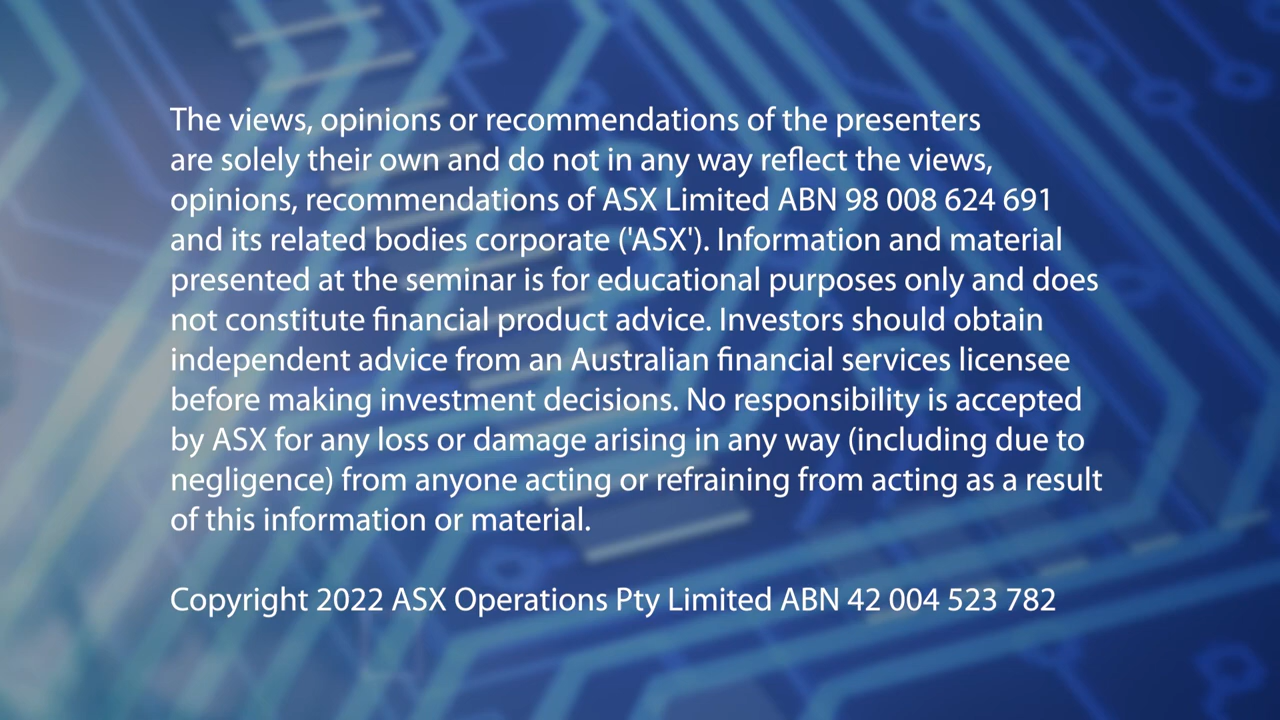 The views, opinions or recommendations of the presenters
are solely their own and do not in any way reflect the views,
opinions, recommendations of ASX Limited ABN 98 008 624 691
and its related bodies corporate ('ASX'). Information and material
presented at the seminar is for educational purposes only and does
not constitute financial product advice. Investors should obtain
independent advice from an Australian financial services licensee
before making investment decisions. No responsibility is accepted
by ASX for any loss or damage arising in any way (including due to
negligence) from anyone acting or refraining from acting as a result
of this information or material.
Copyright 2022 ASX Operations Pty Limited ABN 42 004 523 782